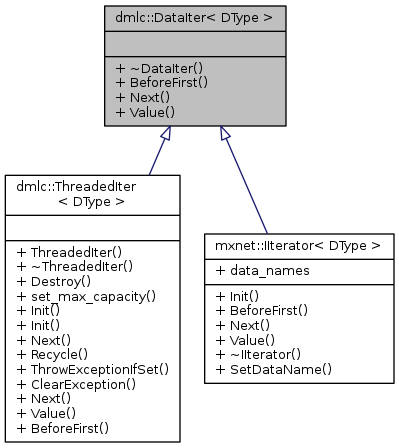 dmlc::DataIter< DType >
+ ~DataIter()
+ BeforeFirst()
+ Next()
+ Value()
dmlc::ThreadedIter
< DType >
+ ThreadedIter()
+ ~ThreadedIter()
+ Destroy()
+ set_max_capacity()
+ Init()
+ Init()
+ Next()
+ Recycle()
+ ThrowExceptionIfSet()
+ ClearException()
+ Next()
+ Value()
+ BeforeFirst()
mxnet::IIterator< DType >
+ data_names
+ Init()
+ BeforeFirst()
+ Next()
+ Value()
+ ~IIterator()
+ SetDataName()